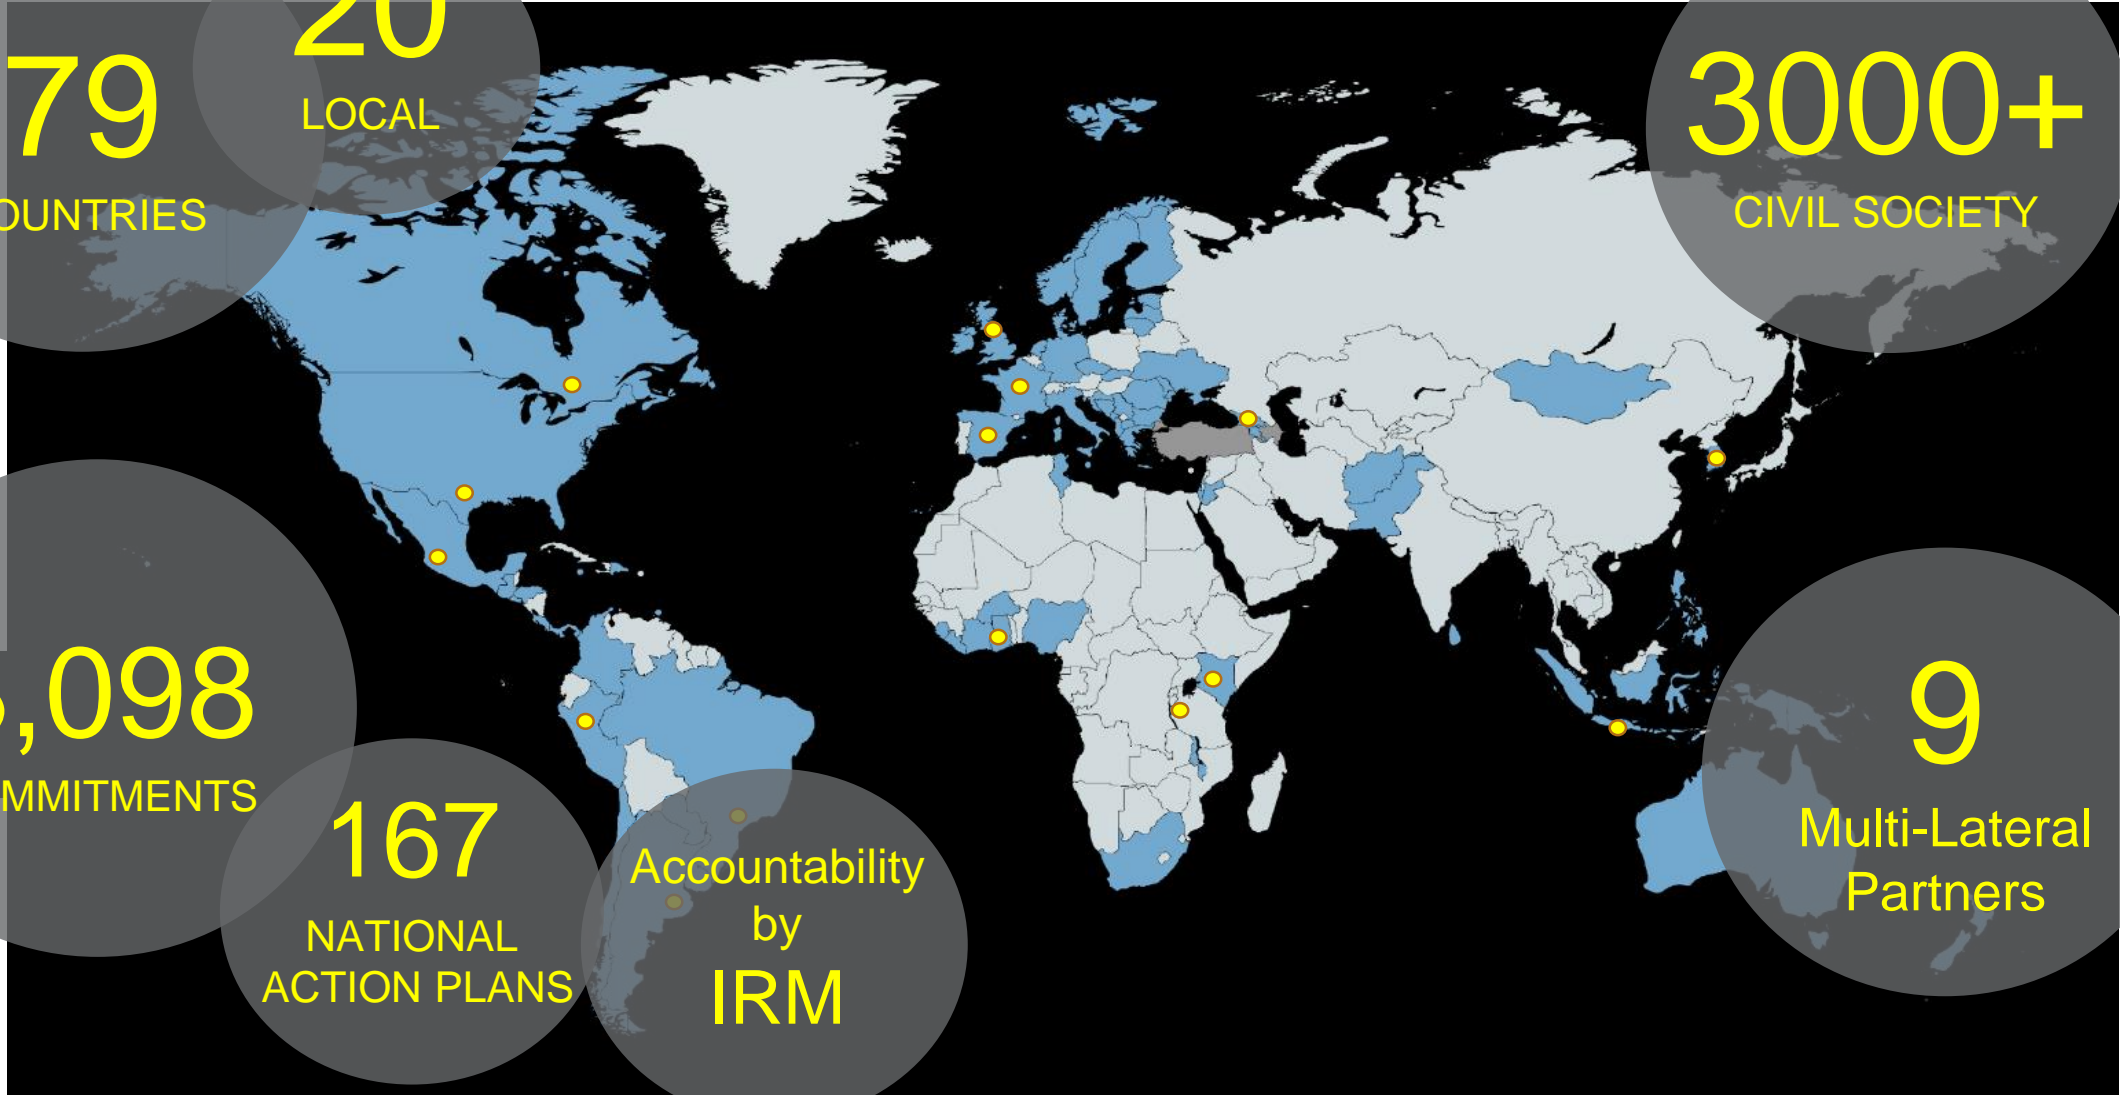 20
LOCAL
79
OUNTRIES
3000+
CIVIL SOCIETY
,098
MMITMENTS
167
NATIONAL
ACTION PLANS
Accountability
by
IRM
9
Multi-Lateral
Partners